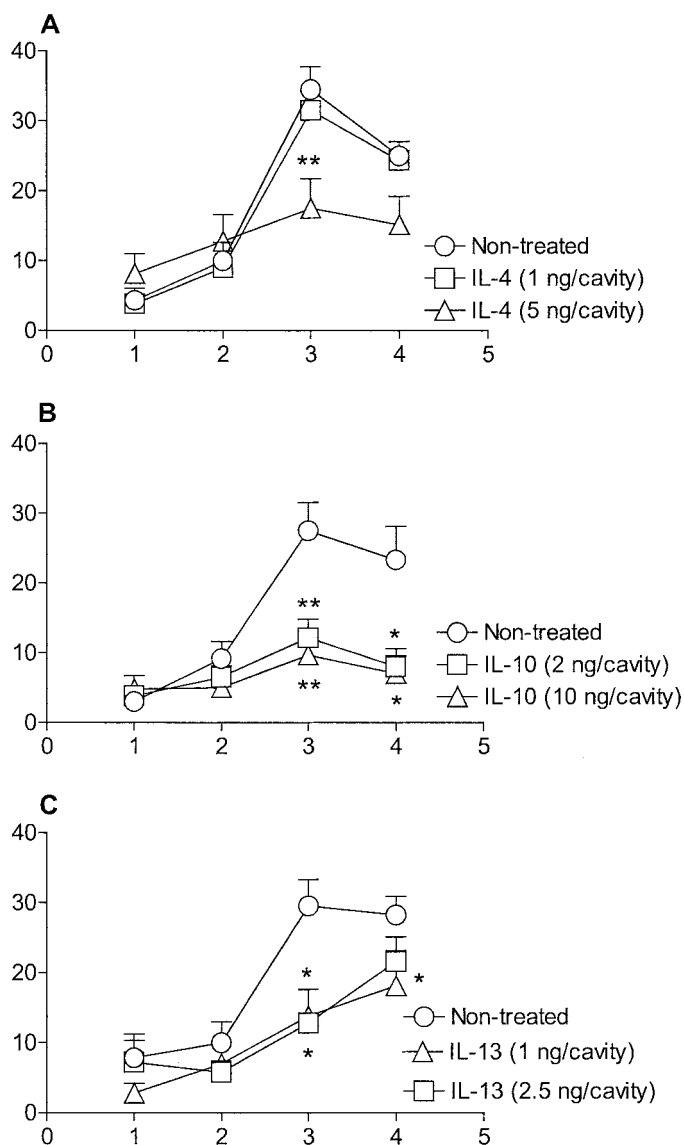 A
40
30
**
20
10
0
Non-treated
IL-4 (1 ng/cavity)
IL-4 (5 ng/cavity)
0 1 2 3 4 5
B
40
30
**
*
20
10
0
Non-treated
IL-10 (2 ng/cavity)
IL-10 (10 ng/cavity)
**
*
0 1 2 3 4 5
C
40
30
*
*
20
10
0
Non-treated
IL-13 (1 ng/cavity)
*
IL-13 (2.5 ng/cavity)
0 1 2 3 4 5